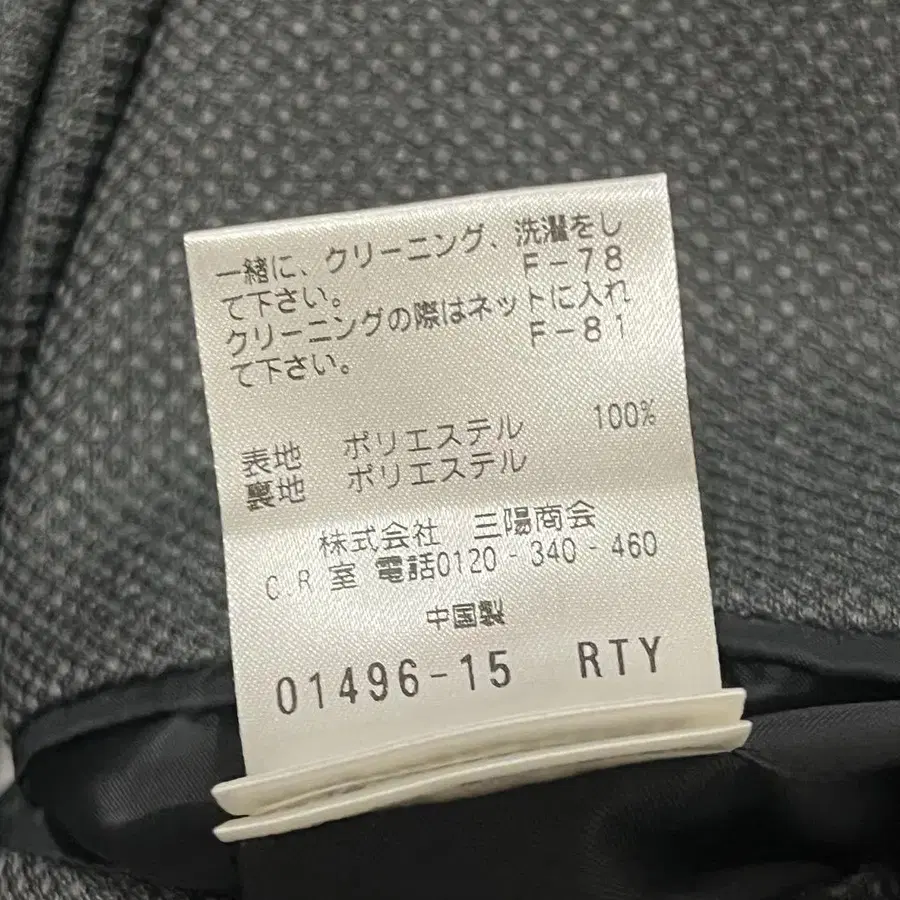 一緒に、クリーニング、洗濯をし
て下さい。 F-78
クリーニングの際はネットに入れ
て下さい。 F-81
表地 ポリエステル 100%
裏地 ポリエステル
株式会社 三陽商会
C.R室 電話0120-340-460
中国製
01496-15 RTY